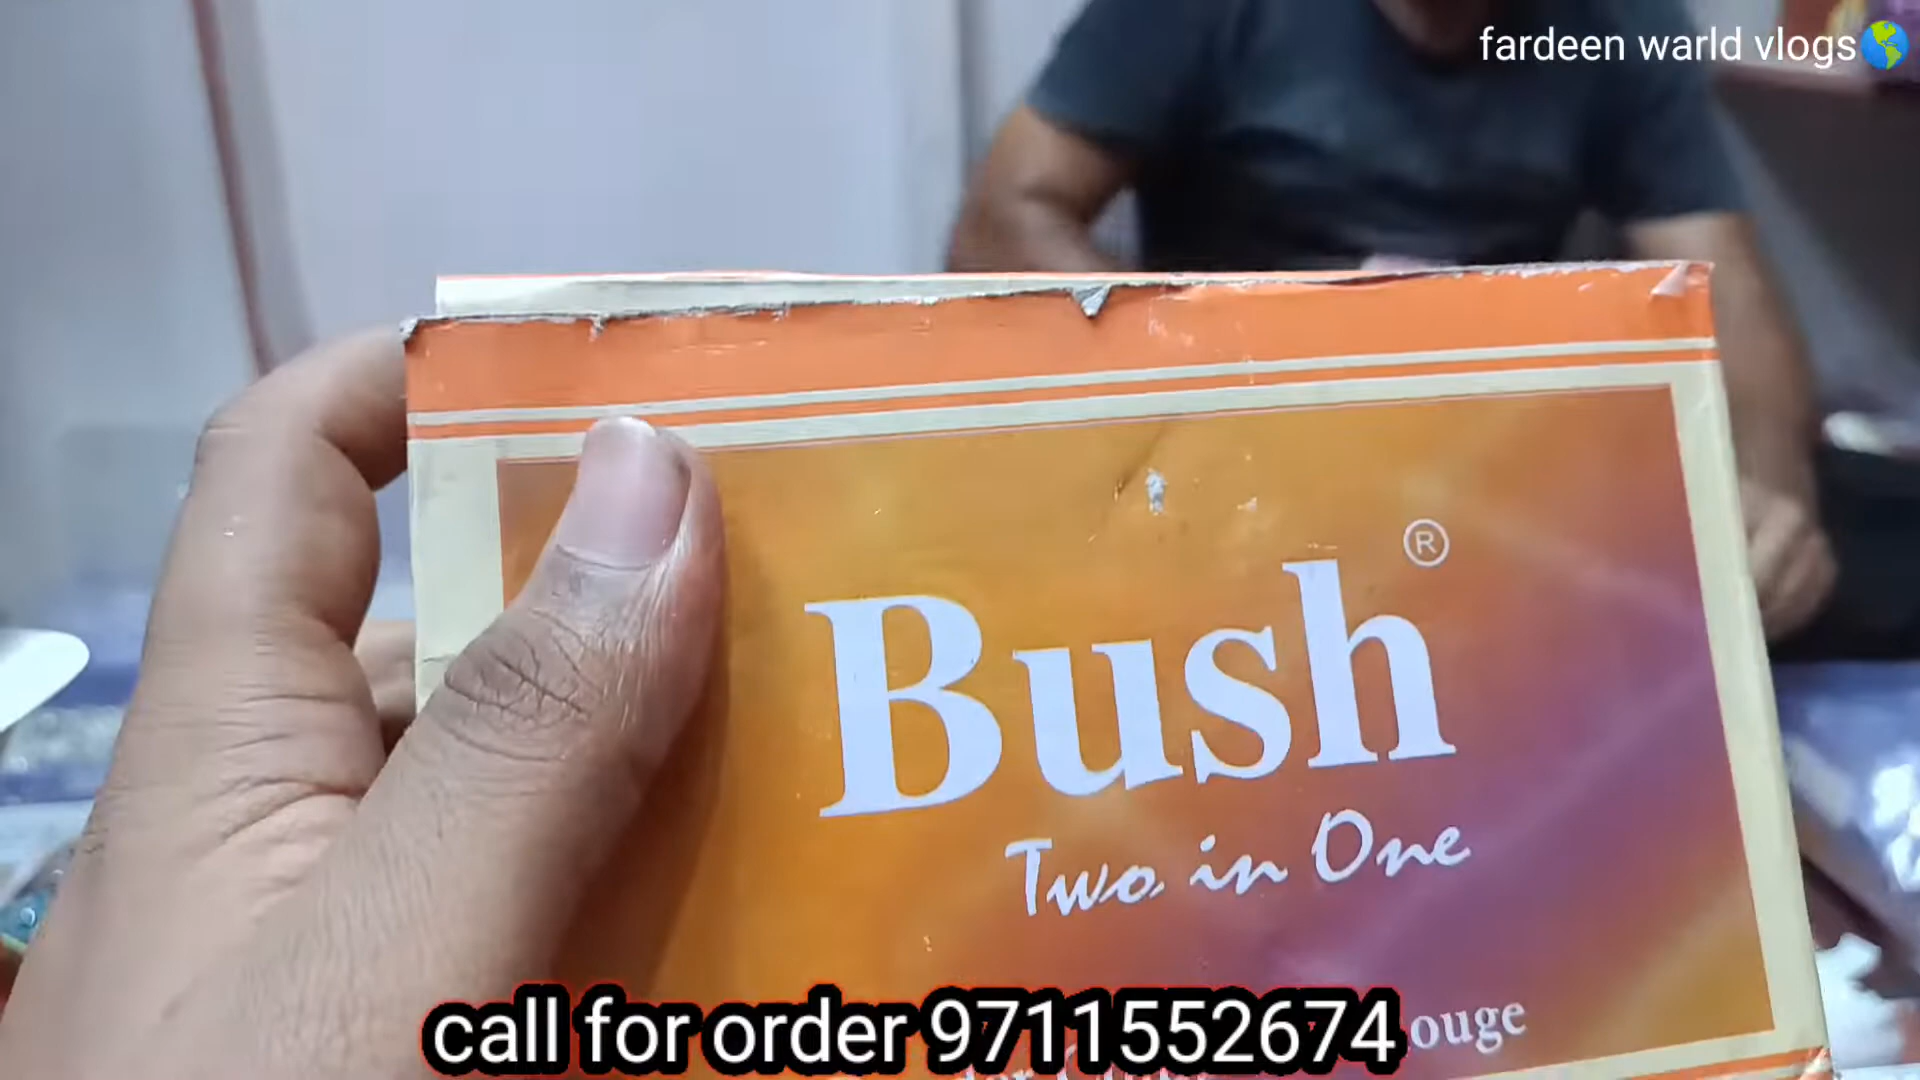 fardeen warld vlogs
Bush ®
Two in One
ouge
call for order 9711552674